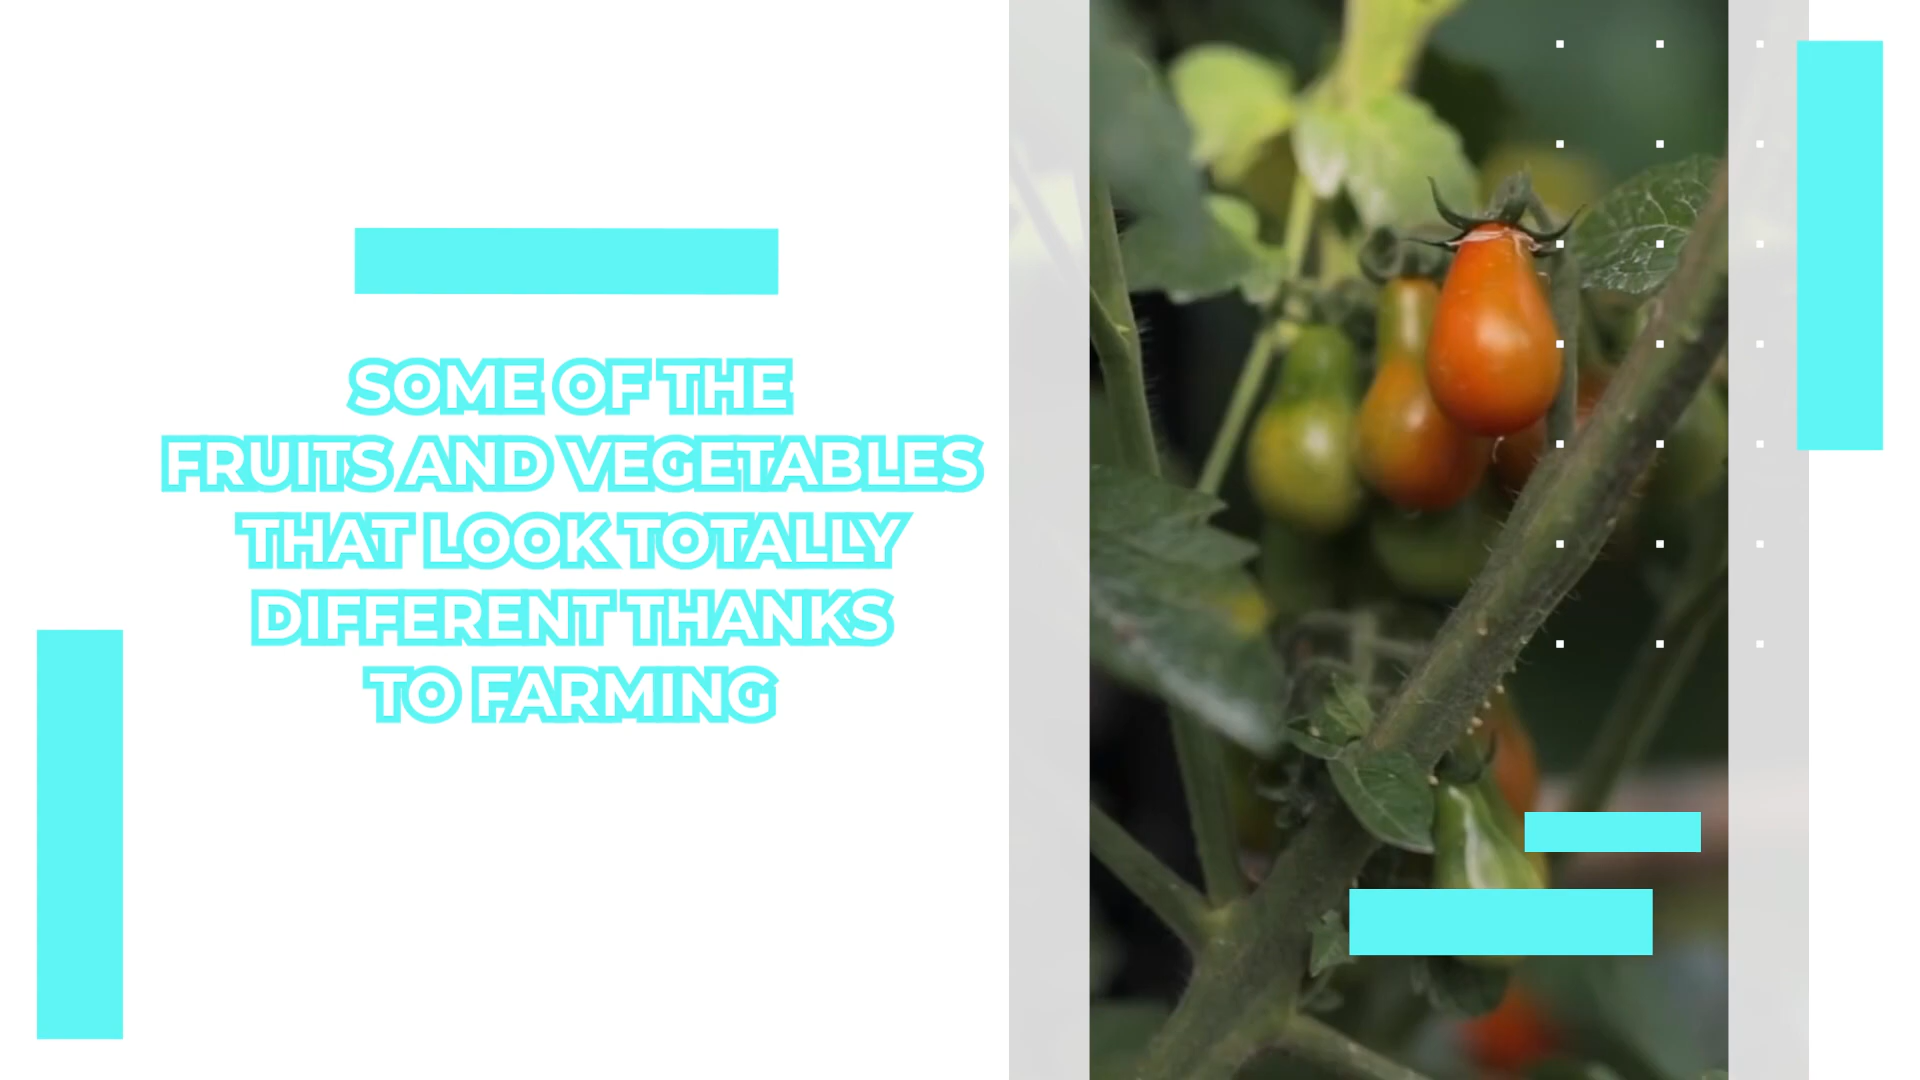 SOME OF THE
FRUITS AND VEGETABLES
THAT LOOK TOTALLY
DIFFERENT THANKS
TO FARMING